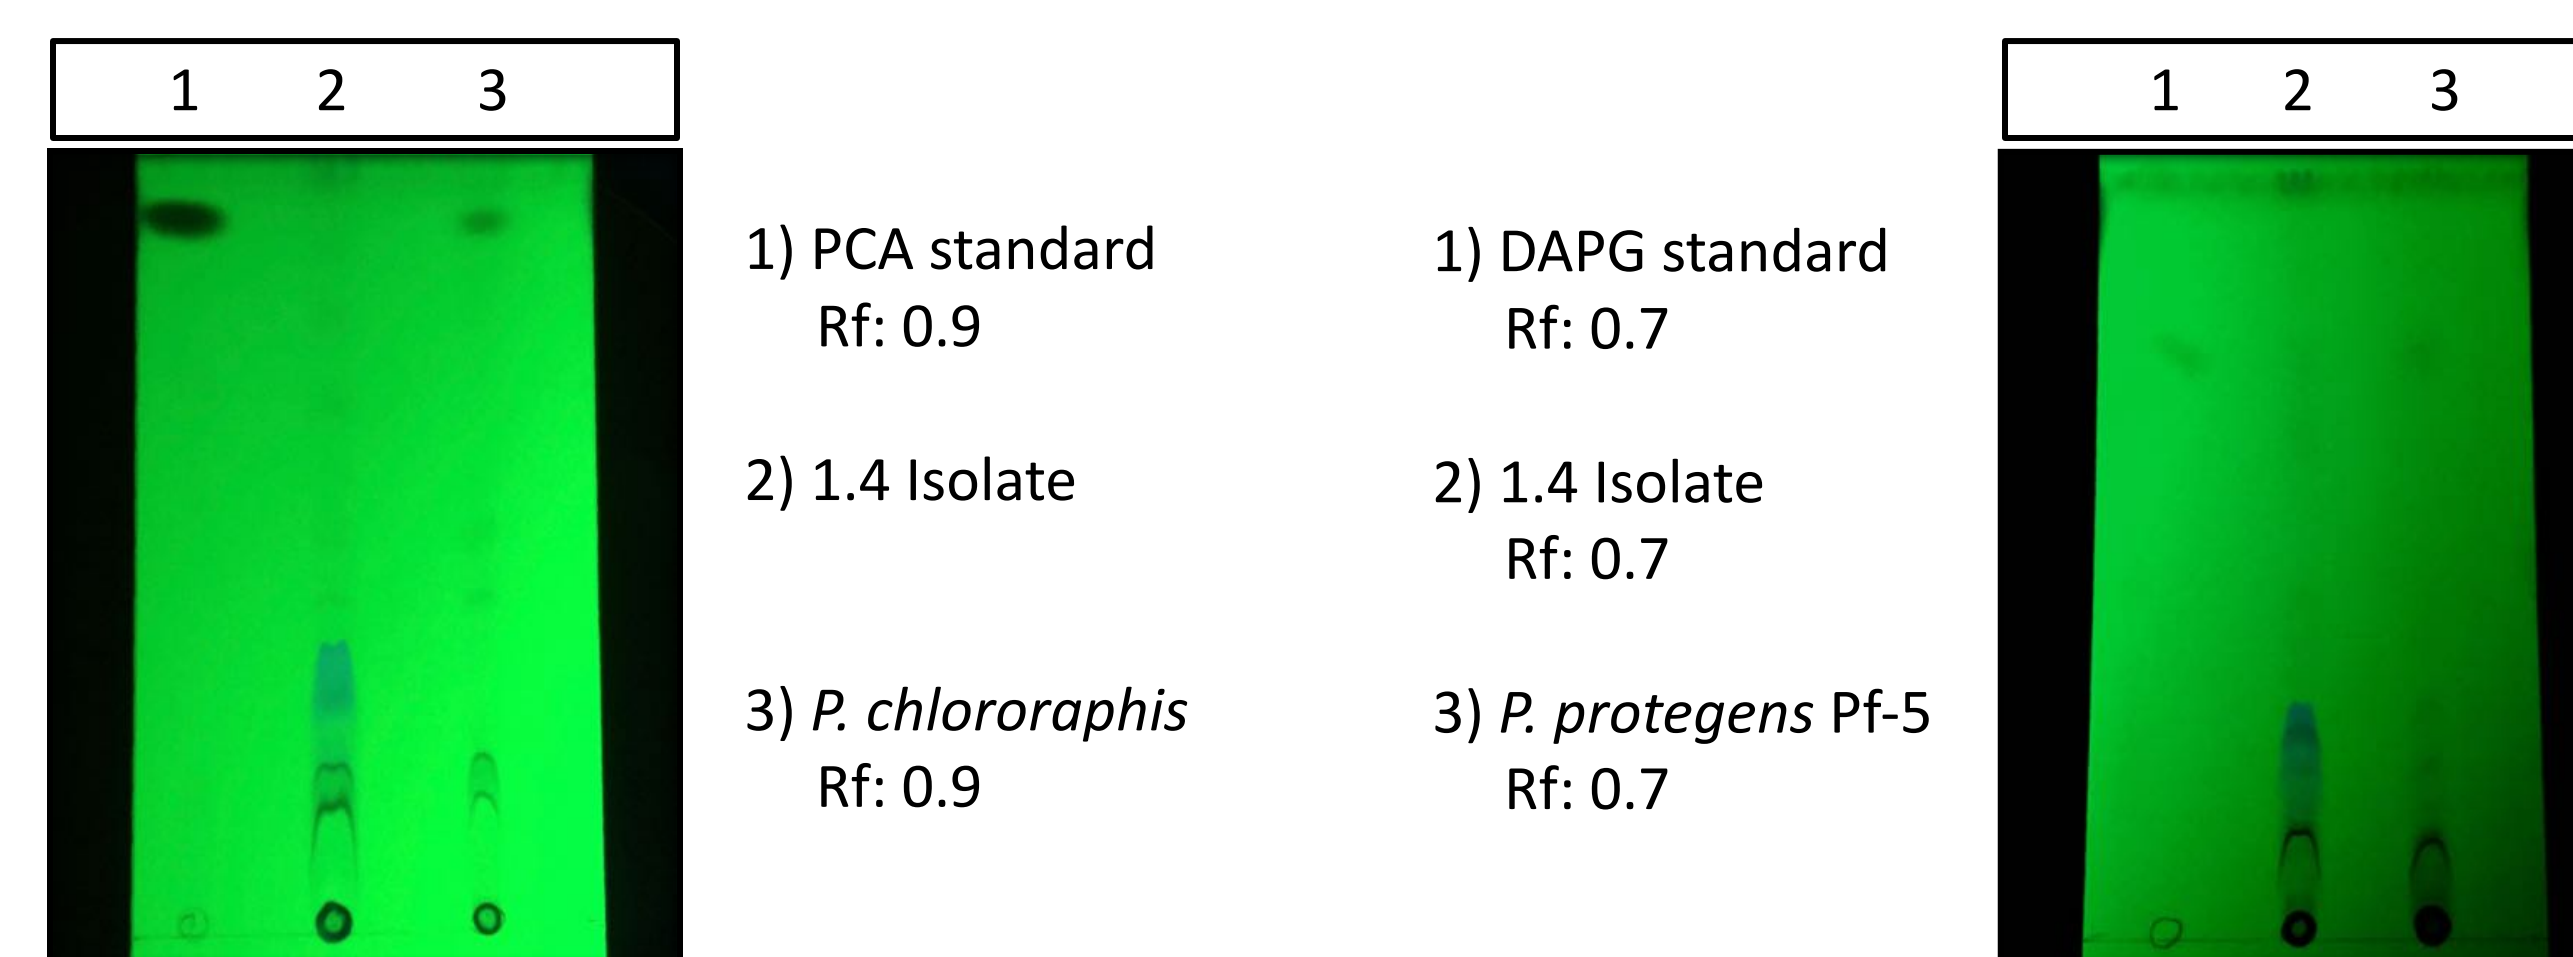 1 2 3
1) PCA standard
Rf: 0.9
2) 1.4 Isolate
3) P. chlororaphis
Rf: 0.9
1) DAPG standard
Rf: 0.7
2) 1.4 Isolate
Rf: 0.7
3) P. protegens Pf-5
Rf: 0.7
1 2 3